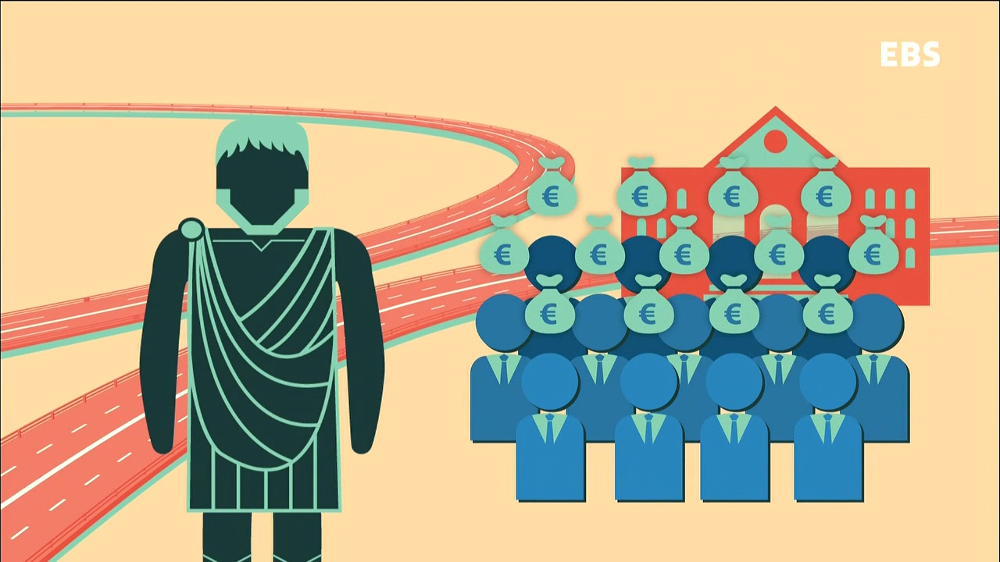 EBS
€ € € €
€ € € € €
€ € € €